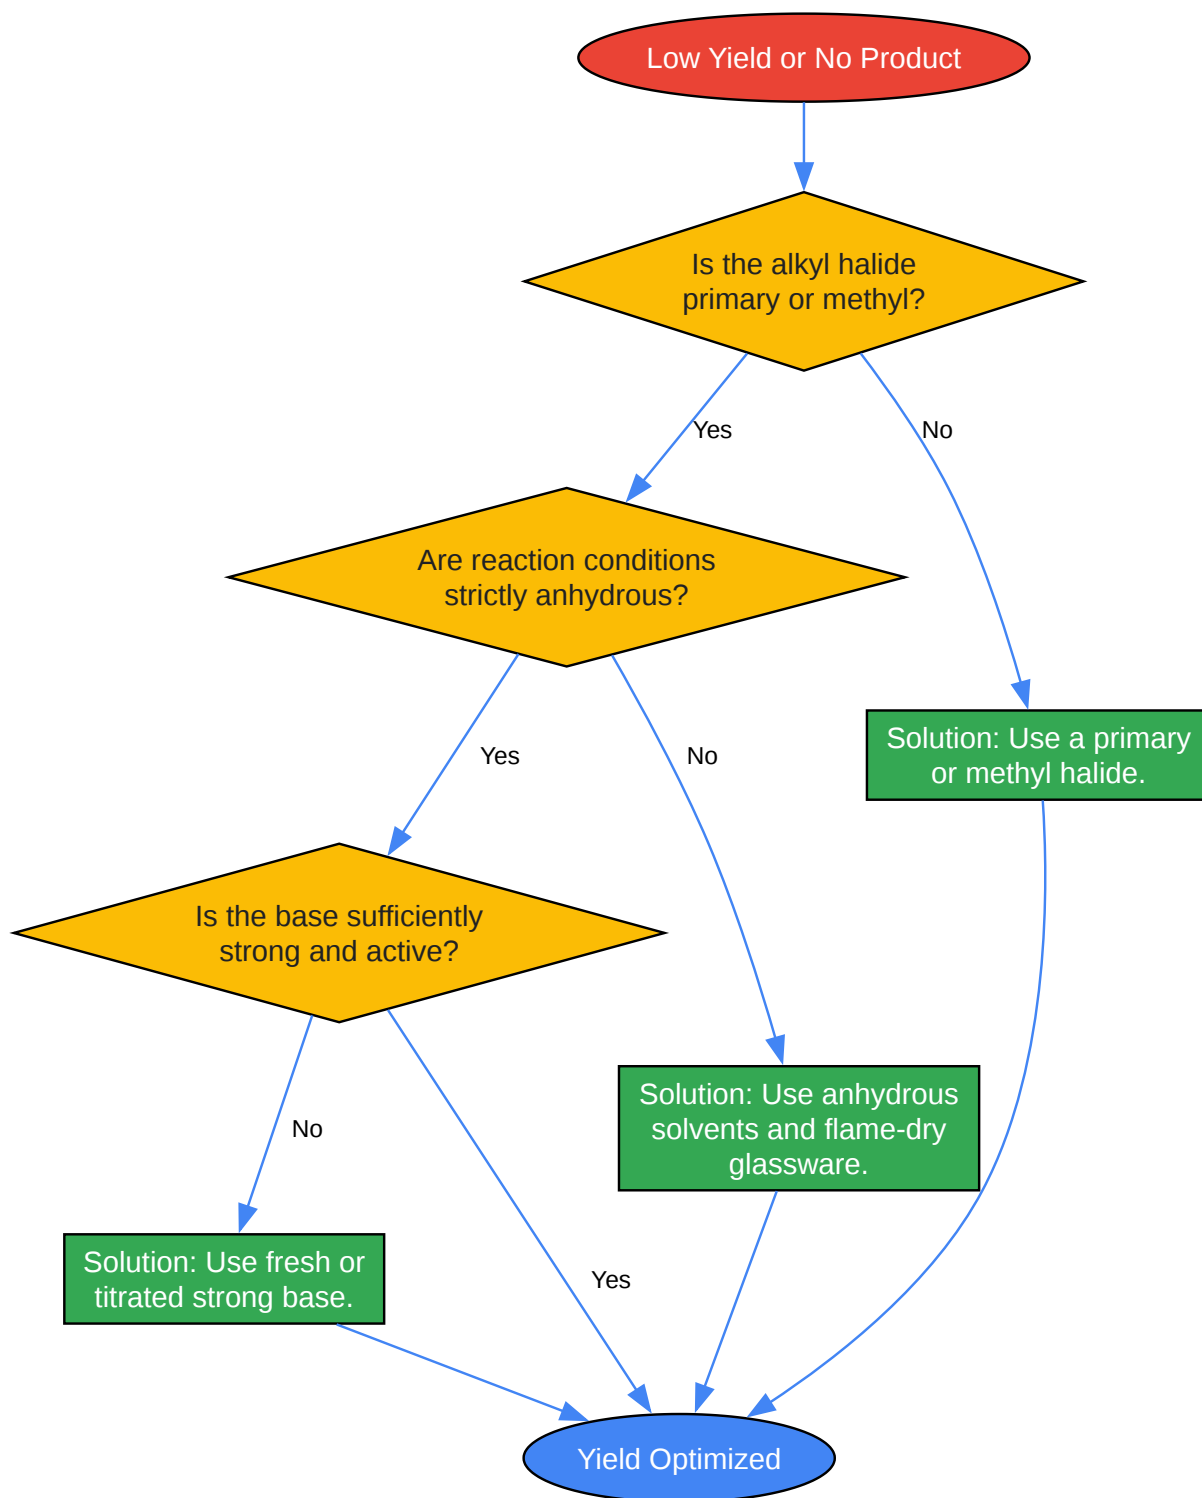 Low Yield or No Product
Is the alkyl halide
primary or methyl?
Yes
No
Are reaction conditions
strictly anhydrous?
Solution: Use a primary
or methyl halide.
Yes
No
Is the base sufficiently
strong and active?
Solution: Use anhydrous
solvents and flame-dry
glassware.
No
Solution: Use fresh or
titrated strong base.
Yes
Yield Optimized